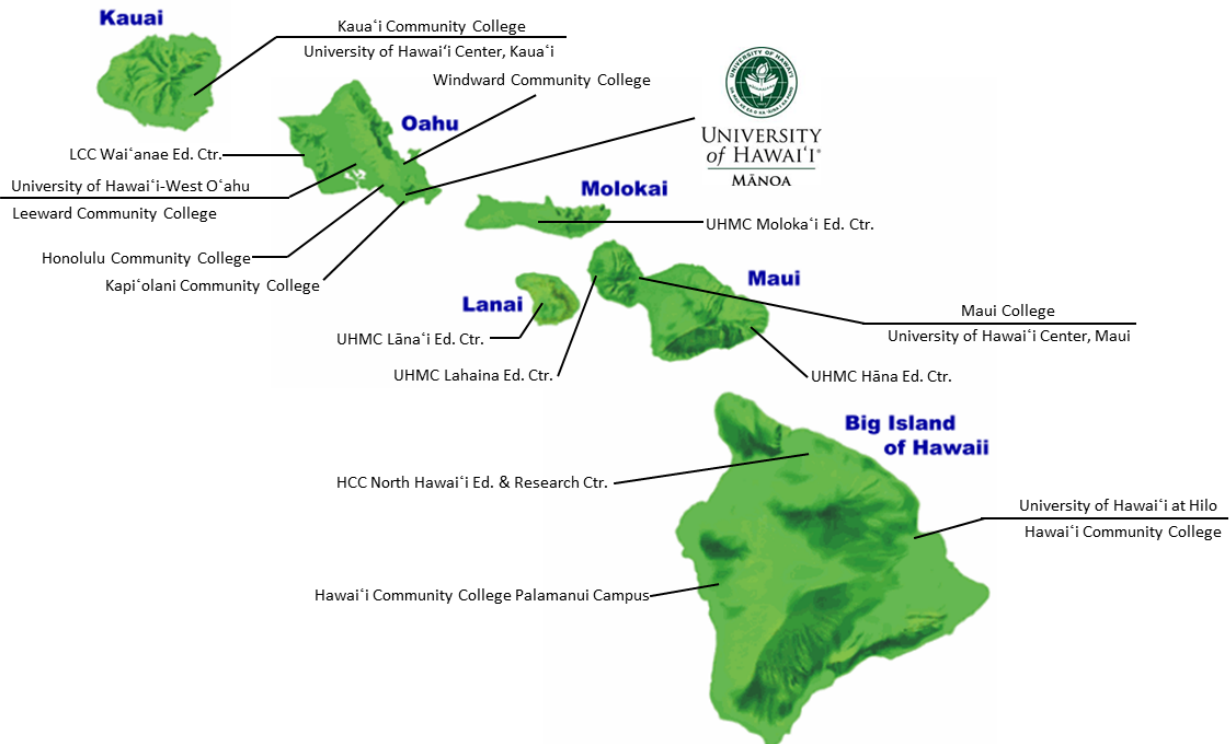 Kauai
Kauaʻi Community College
University of Hawaiʻi Center, Kauaʻi
Windward Community College
Oahu
UNIVERSITY OF HAWAIʻI
UNIVERSITY
of HAWAIʻI®
MĀNOA
LCC Waiʻanae Ed. Ctr.
University of Hawaiʻi-West Oʻahu
Leeward Community College
Molokai
UHMC Molokaʻi Ed. Ctr.
Honolulu Community College
Kapiʻolani Community College
Lanai
Maui
Maui College
University of Hawaiʻi Center, Maui
UHMC Lānaʻi Ed. Ctr.
UHMC Lahaina Ed. Ctr.
UHMC Hāna Ed. Ctr.
Big Island
of Hawaii
HCC North Hawaiʻi Ed. & Research Ctr.
University of Hawaiʻi at Hilo
Hawaiʻi Community College
Hawaiʻi Community College Palamanui Campus